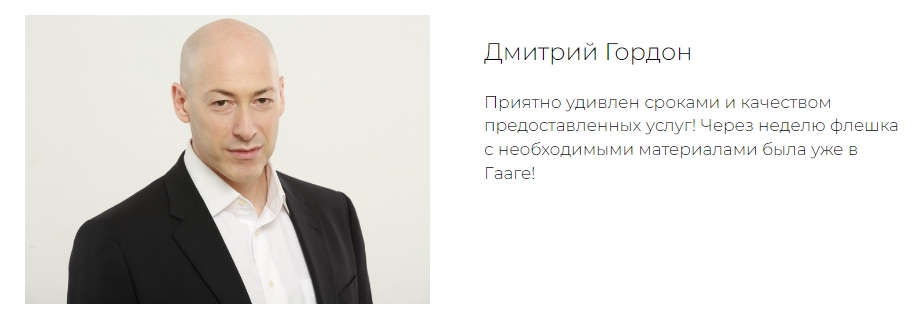 Дмитрий Гордон
Приятно удивлен сроками и качеством
предоставленных услуг! Через неделю флешка
с необходимыми материалами была уже в
Гааге!